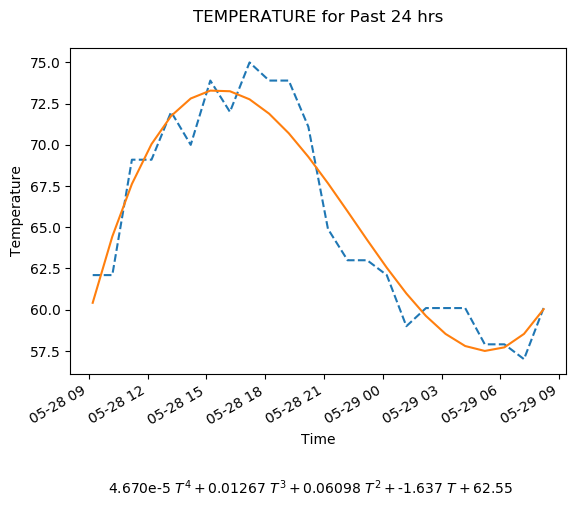 TEMPERATURE for Past 24 hrs
75.0
72.5
70.0
67.5
65.0
62.5
60.0
57.5
Temperature
05-28 09 05-28 12 05-28 15 05-28 18 05-28 21 05-29 00 05-29 03 05-29 06 05-29 09
Time
4.670e-5 T⁴ + 0.01267 T³ + 0.06098 T² + -1.637 T + 62.55